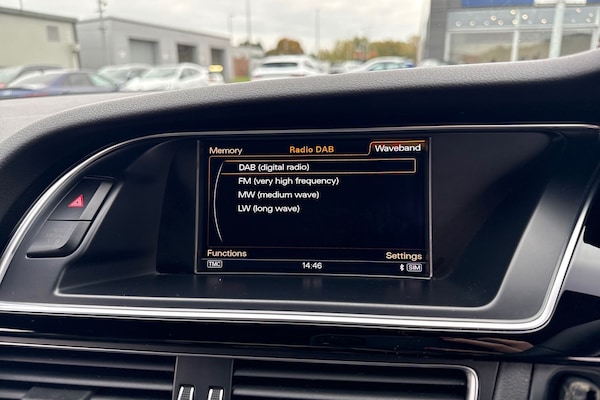 Memory Radio DAB Waveband
DAB (digital radio)
FM (very high frequency)
MW (medium wave)
LW (long wave)
Functions Settings
TMC 14:46 SIM